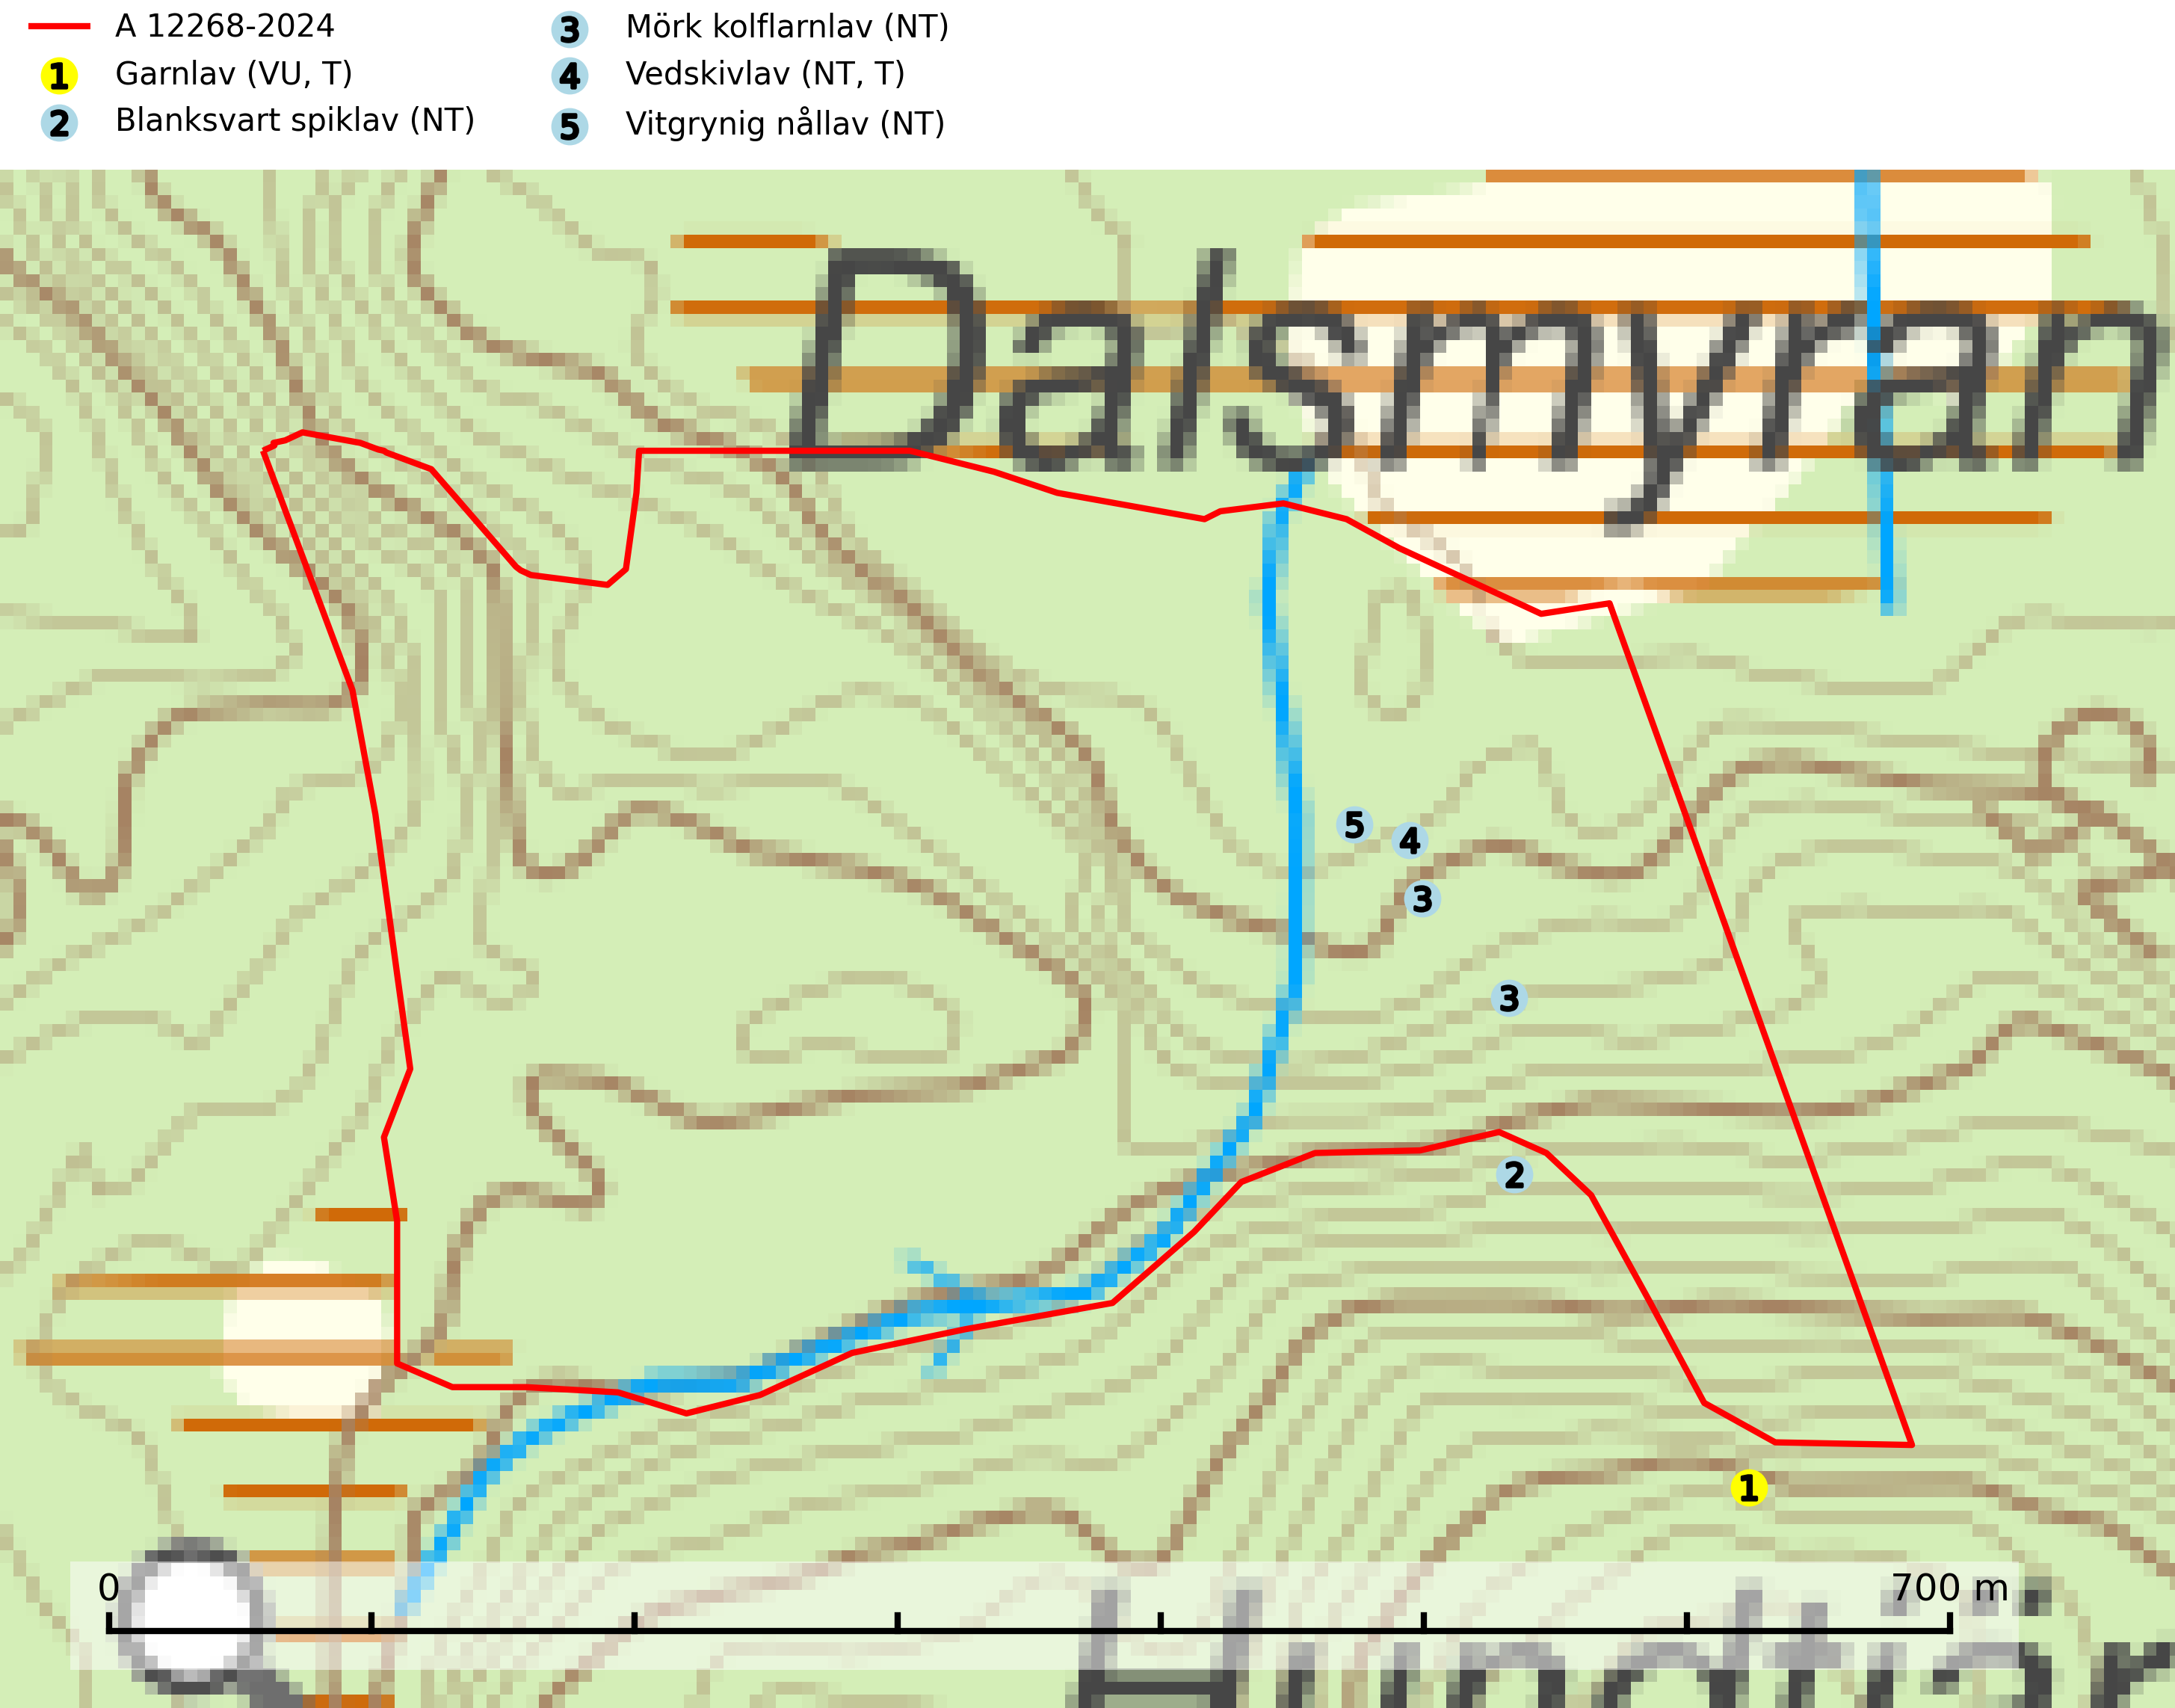 A 12268-2024
1 Garnlav (VU, T)
2 Blanksvart spiklav (NT)
3 Mörk kolflarnlav (NT)
4 Vedskivlav (NT, T)
5 Vitgrynig nållav (NT)
Dalsmyran
5
4
3
3
2
1
0
700 m